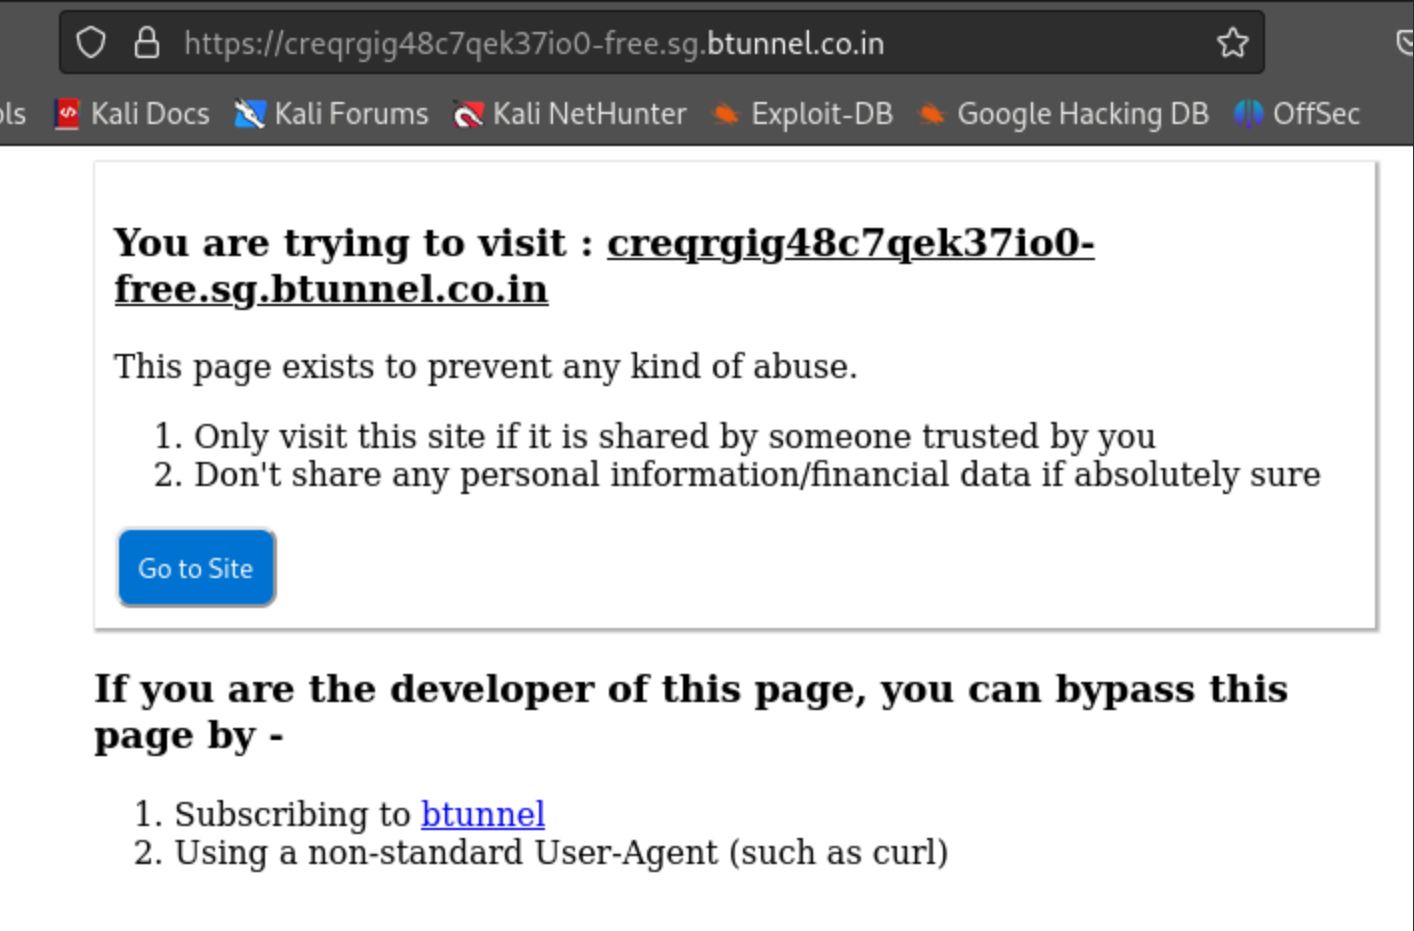 https://creqrgig48c7qek37io0-free.sg.btunnel.co.in
ols Kali Docs Kali Forums Kali NetHunter Exploit-DB Google Hacking DB OffSec
You are trying to visit : creqrgig48c7qek37io0-
free.sg.btunnel.co.in
This page exists to prevent any kind of abuse.
1. Only visit this site if it is shared by someone trusted by you
2. Don't share any personal information/financial data if absolutely sure
Go to Site
If you are the developer of this page, you can bypass this
page by -
1. Subscribing to btunnel
2. Using a non-standard User-Agent (such as curl)